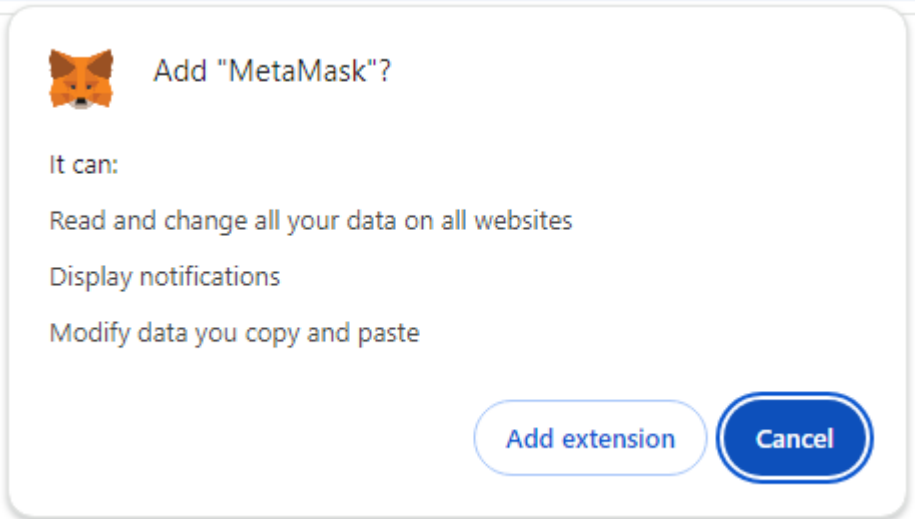 Add "MetaMask"?
It can:
Read and change all your data on all websites
Display notifications
Modify data you copy and paste
Add extension
Cancel